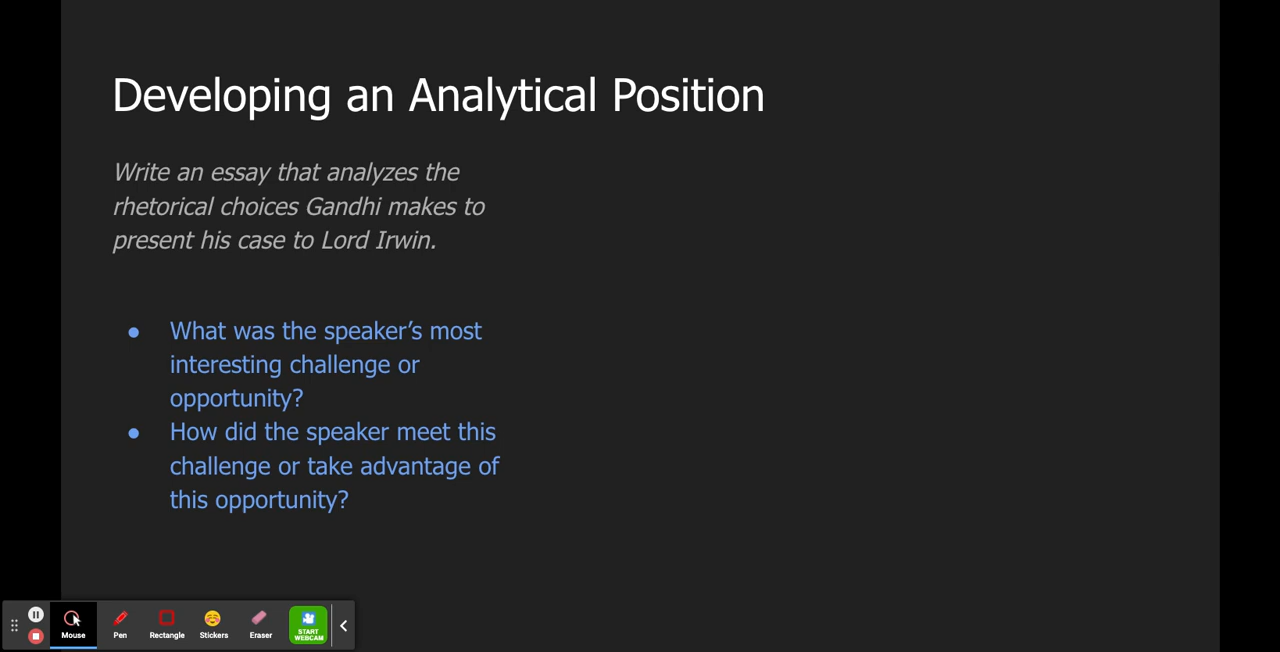 Developing an Analytical Position
Write an essay that analyzes the
rhetorical choices Gandhi makes to
present his case to Lord Irwin.
● What was the speaker’s most
interesting challenge or
opportunity?
● How did the speaker meet this
challenge or take advantage of
this opportunity?
Mouse Pen Rectangle Stickers Eraser START
WEBCAM